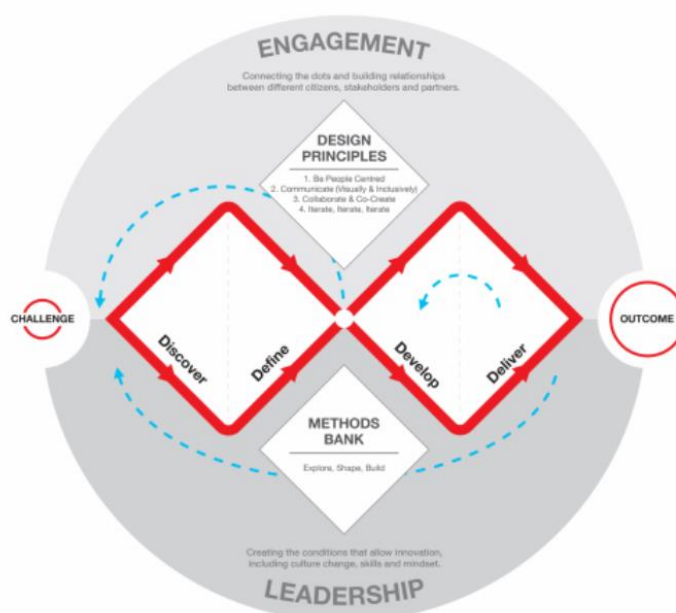 ENGAGEMENT
Connecting the dots and building relationships
between different citizens, stakeholders and partners.
DESIGN
PRINCIPLES
1. Be People Centred
2. Communicate (Visually & Inclusively)
3. Collaborate & Co-Create
4. Iterate, Iterate, Iterate
CHALLENGE
OUTCOME
Discover
Define
Develop
Deliver
METHODS
BANK
Explore, Shape, Build
Creating the conditions that allow innovation,
including culture change, skills and mindset.
LEADERSHIP